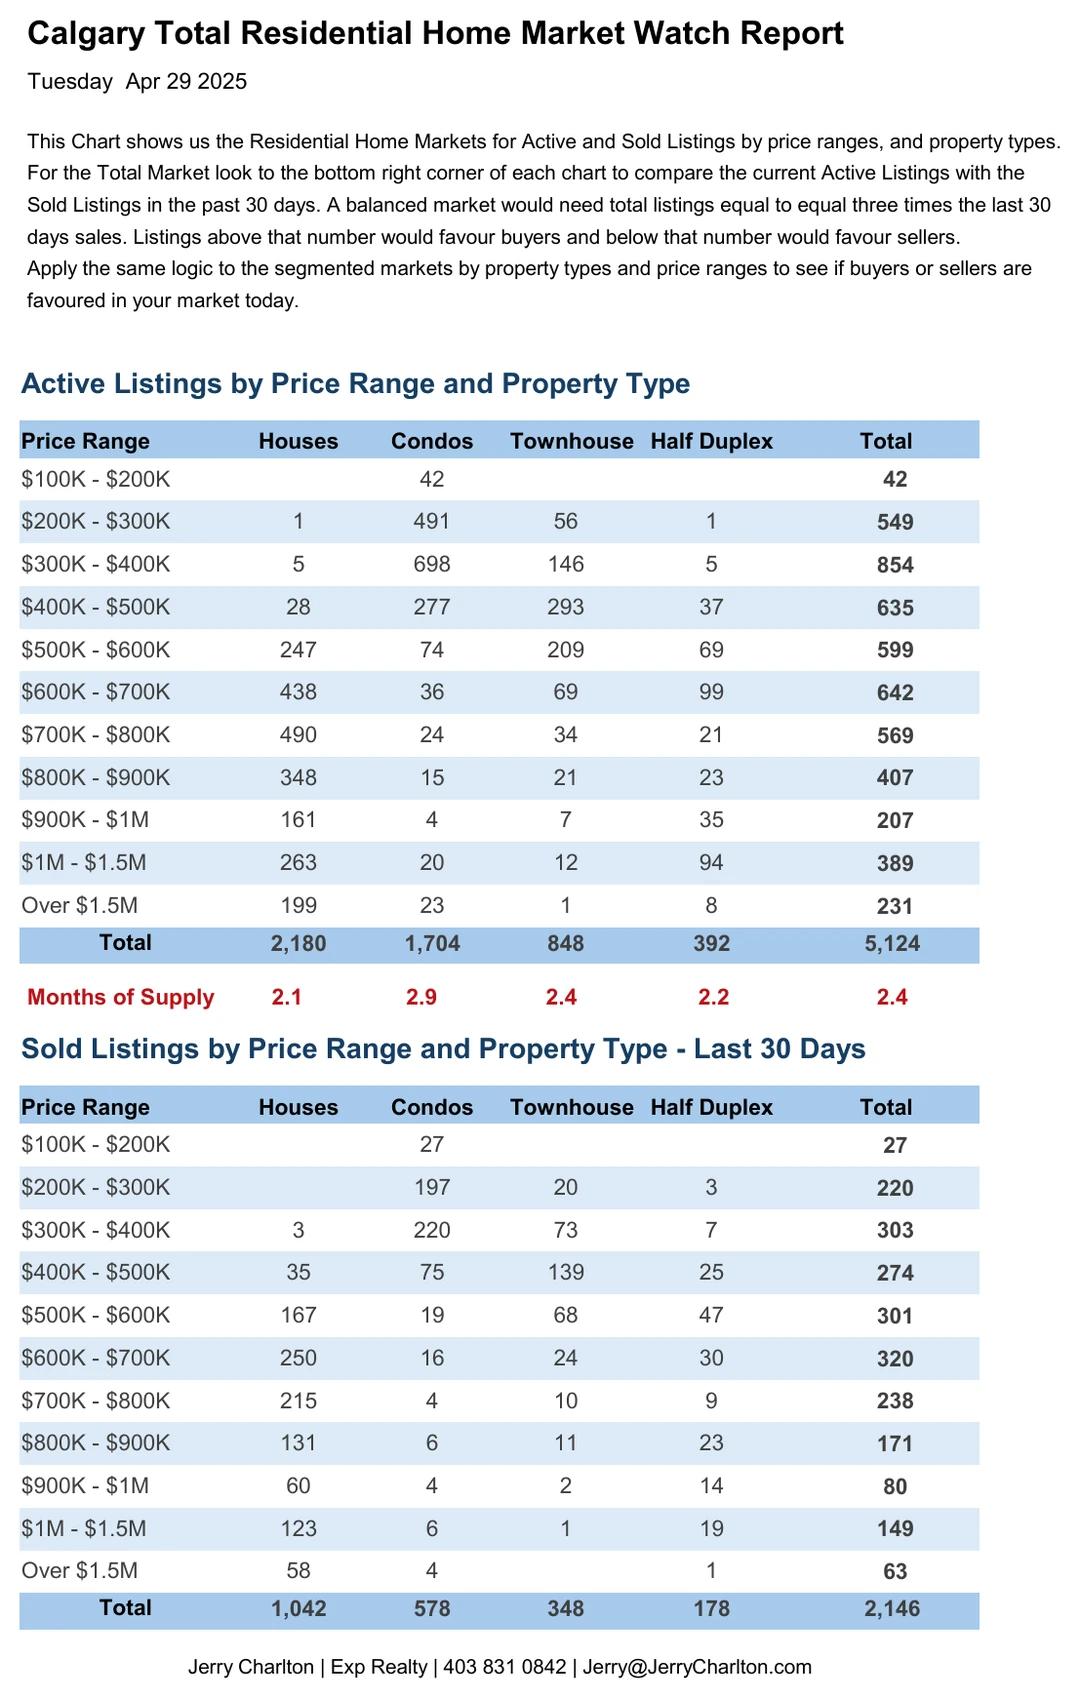 Calgary Total Residential Home Market Watch Report
Tuesday  Apr 29 2025
This Chart shows us the Residential Home Markets for Active and Sold Listings by price ranges, and property types.
For the Total Market look to the bottom right corner of each chart to compare the current Active Listings with the
Sold Listings in the past 30 days. A balanced market would need total listings equal to equal three times the last 30
days sales. Listings above that number would favour buyers and below that number would favour sellers.
Apply the same logic to the segmented markets by property types and price ranges to see if buyers or sellers are
favoured in your market today.
Active Listings by Price Range and Property Type
Price Range Houses Condos Townhouse Half Duplex Total
$100K - $200K 42 42
$200K - $300K 1 491 56 1 549
$300K - $400K 5 698 146 5 854
$400K - $500K 28 277 293 37 635
$500K - $600K 247 74 209 69 599
$600K - $700K 438 36 69 99 642
$700K - $800K 490 24 34 21 569
$800K - $900K 348 15 21 23 407
$900K - $1M 161 4 7 35 207
$1M - $1.5M 263 20 12 94 389
Over $1.5M 199 23 1 8 231
Total 2,180 1,704 848 392 5,124
Months of Supply 2.1 2.9 2.4 2.2 2.4
Sold Listings by Price Range and Property Type - Last 30 Days
Price Range Houses Condos Townhouse Half Duplex Total
$100K - $200K 27 27
$200K - $300K 197 20 3 220
$300K - $400K 3 220 73 7 303
$400K - $500K 35 75 139 25 274
$500K - $600K 167 19 68 47 301
$600K - $700K 250 16 24 30 320
$700K - $800K 215 4 10 9 238
$800K - $900K 131 6 11 23 171
$900K - $1M 60 4 2 14 80
$1M - $1.5M 123 6 1 19 149
Over $1.5M 58 4 1 63
Total 1,042 578 348 178 2,146
Jerry Charlton | Exp Realty | 403 831 0842 | Jerry@JerryCharlton.com